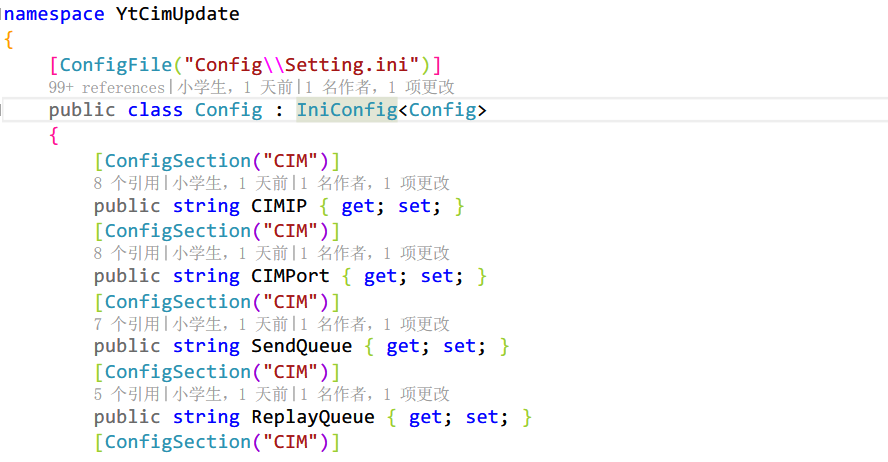 namespace YtCimUpdate
{
[ConfigFile("Config\\Setting.ini")]
99+ references|小学生，1 天前|1 名作者，1 项更改
public class Config : IniConfig<Config>
{
[ConfigSection("CIM")]
8 个引用|小学生，1 天前|1 名作者，1 项更改
public string CIMIP { get; set; }
[ConfigSection("CIM")]
8 个引用|小学生，1 天前|1 名作者，1 项更改
public string CIMPort { get; set; }
[ConfigSection("CIM")]
7 个引用|小学生，1 天前|1 名作者，1 项更改
public string SendQueue { get; set; }
[ConfigSection("CIM")]
5 个引用|小学生，1 天前|1 名作者，1 项更改
public string ReplayQueue { get; set; }
[ConfigSection("CIM")]